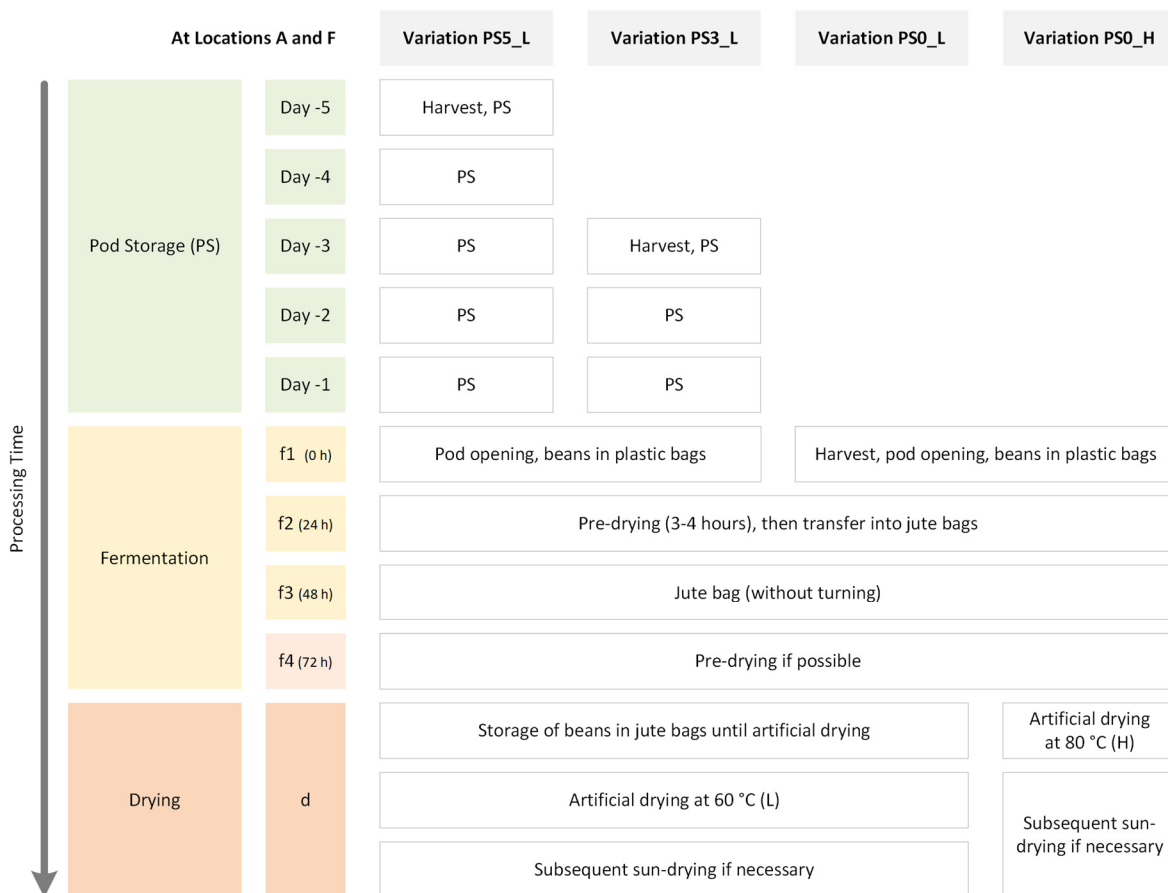 At Locations A and F
Variation PS5_L
Variation PS3_L
Variation PS0_L
Variation PS0_H
Processing Time
Pod Storage (PS)
Day -5
Harvest, PS
Day -4
PS
Day -3
PS
Harvest, PS
Day -2
PS
PS
Day -1
PS
PS
Fermentation
f1 (0 h)
Pod opening, beans in plastic bags
Harvest, pod opening, beans in plastic bags
f2 (24 h)
Pre-drying (3-4 hours), then transfer into jute bags
f3 (48 h)
Jute bag (without turning)
f4 (72 h)
Pre-drying if possible
Drying
d
Storage of beans in jute bags until artificial drying
Artificial drying
at 80 °C (H)
Artificial drying at 60 °C (L)
Subsequent sun-
drying if necessary
Subsequent sun-drying if necessary